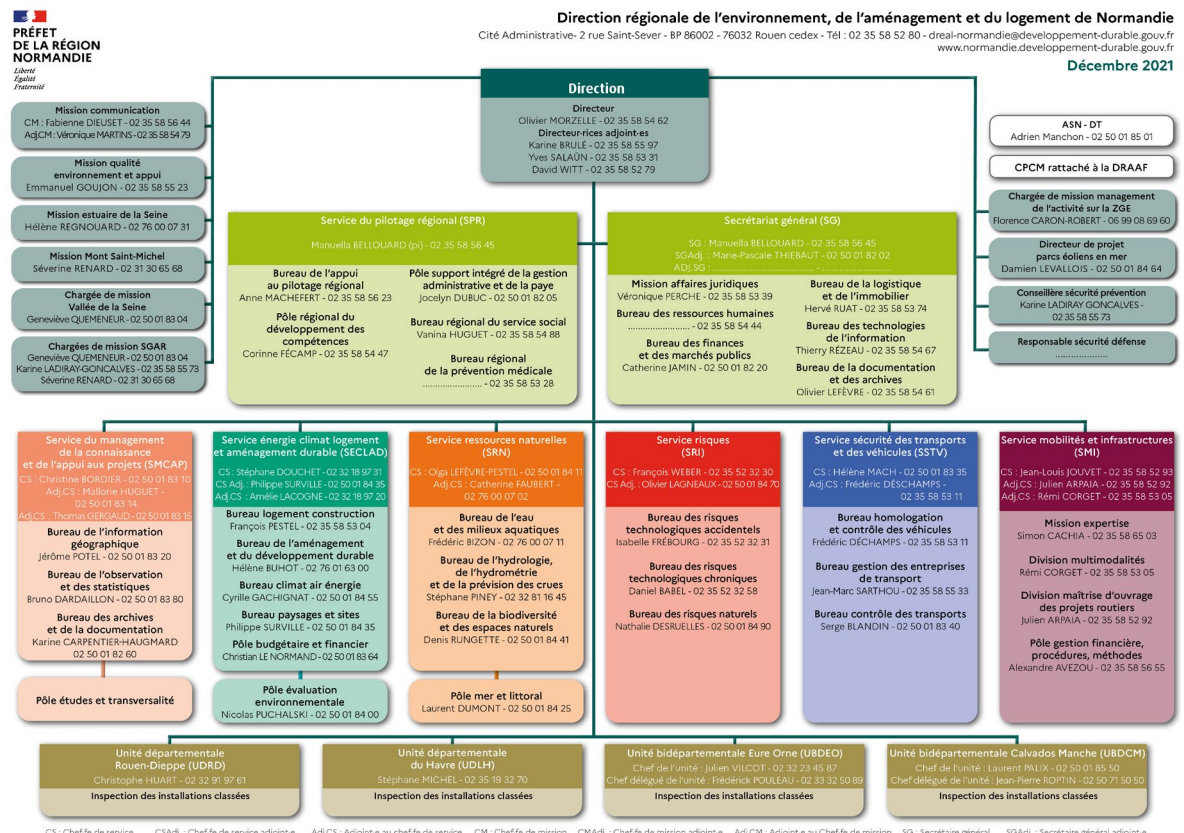 PRÉFET
DE LA RÉGION
NORMANDIE
Liberté
Égalité
Fraternité
Direction régionale de l'environnement, de l'aménagement et du logement de Normandie
Cité Administrative- 2 rue Saint-Sever - BP 86002 - 76032 Rouen cedex - Tél : 02 35 58 52 80 - dreal-normandie@developpement-durable.gouv.fr
www.normandie.developpement-durable.gouv.fr
Décembre 2021
Direction
Directeur
Olivier MORZELLE - 02 35 58 54 62
Directeur·rices adjoint·es
Karine BRULÉ - 02 35 58 55 97
Yves SALAÜN - 02 35 58 53 31
David WITT - 02 35 58 52 79
Mission communication
CM : Fabienne DIEUSET - 02 35 58 56 44
Adj.CM : Véronique MARTINS - 02 35 58 54 79
Mission qualité
environnement et appui
Emmanuel GOUJON - 02 35 58 55 23
Mission estuaire de la Seine
Hélène REGNOUARD - 02 76 00 07 31
Mission Mont Saint-Michel
Séverine RENARD - 02 31 30 65 68
Chargée de mission
Vallée de la Seine
Geneviève QUEMENEUR - 02 50 01 83 04
Chargées de mission SGAR
Geneviève QUEMENEUR - 02 50 01 83 04
Karine LADIRAY-GONCALVES - 02 35 58 55 73
Séverine RENARD - 02 31 30 65 68
ASN - DT
Adrien Manchon - 02 50 01 85 01
CPCM rattaché à la DRAAF
Chargée de mission management
de l'activité sur la ZGE
Florence CARON-ROBERT - 06 99 08 69 60
Directeur de projet
parcs éoliens en mer
Damien LEVALLOIS - 02 50 01 84 64
Conseillère sécurité prévention
Karine LADIRAY GONCALVES -
02 35 58 55 73
Responsable sécurité défense
....................
Service du pilotage régional (SPR)
Manuella BELLOUARD (pi) - 02 35 58 56 45
Bureau de l'appui
au pilotage régional
Anne MACHEFERT - 02 35 58 56 23
Pôle régional du
développement des
compétences
Corinne FÉCAMP - 02 35 58 54 47
Pôle support intégré de la gestion
administrative et de la paye
Jocelyn DUBUC - 02 50 01 82 05
Bureau régional du service social
Vanina HUGUET - 02 35 58 54 88
Bureau régional
de la prévention médicale
....................... - 02 35 58 53 28
Secrétariat général (SG)
SG : Manuella BELLOUARD - 02 35 58 56 45
SGAdj. : Marie-Pascale THIEBAUT - 02 50 01 82 02
ADJ.SG : ............................ - ..........................
Mission affaires juridiques
Véronique PERCHE - 02 35 58 53 39
Bureau des ressources humaines
........................ - 02 35 58 54 44
Bureau des finances
et des marchés publics
Catherine JAMIN - 02 50 01 82 20
Bureau de la logistique
et de l'immobilier
Hervé RUAT - 02 35 58 53 74
Bureau des technologies
de l'information
Thierry RÉZEAU - 02 35 58 54 67
Bureau de la documentation
et des archives
Olivier LEFÈVRE - 02 35 58 54 61
Service du management
de la connaissance
et de l'appui aux projets (SMCAP)
CS : Christine BORDIER - 02 50 01 83 10
Adj.CS : Mallorie HUGUET -
02 50 01 83 14
Adj.CS : Thomas GERGAUD - 02 50 01 83 15
Bureau de l'information
géographique
Jérôme POTEL - 02 50 01 83 20
Bureau de l'observation
et des statistiques
Bruno DARDAILLON - 02 50 01 83 80
Bureau des archives
et de la documentation
Karine CARPENTIER-HAUGMARD
02 50 01 82 60
Pôle études et transversalité
Service énergie climat logement
et aménagement durable (SECLAD)
CS : Stéphane DOUCHET - 02 32 18 97 31
CS Adj. : Philippe SURVILLE - 02 50 01 84 35
Adj.CS : Amélie LACOGNE - 02 32 18 97 20
Bureau logement construction
François PESTEL - 02 35 58 53 04
Bureau de l'aménagement
et du développement durable
Hélène BUHOT - 02 76 01 63 00
Bureau climat air énergie
Cyrille GACHIGNAT - 02 50 01 84 55
Bureau paysages et sites
Philippe SURVILLE - 02 50 01 84 35
Pôle budgétaire et financier
Christian LE NORMAND - 02 50 01 83 64
Pôle évaluation
environnementale
Nicolas PUCHALSKI - 02 50 01 84 00
Service ressources naturelles
(SRN)
CS : Olga LEFÈVRE-PESTEL - 02 50 01 84 11
Adj.CS : Catherine FAUBERT -
02 76 00 07 02
Bureau de l'eau
et des milieux aquatiques
Frédéric BIZON - 02 76 00 07 11
Bureau de l'hydrologie,
de l'hydrométrie
et de la prévision des crues
Stéphane PINEY - 02 32 81 16 45
Bureau de la biodiversité
et des espaces naturels
Denis RUNGETTE - 02 50 01 84 41
Pôle mer et littoral
Laurent DUMONT - 02 50 01 84 25
Service risques
(SRI)
CS : François WEBER - 02 35 52 32 30
CS Adj. : Olivier LAGNEAUX - 02 50 01 84 70
Bureau des risques
technologiques accidentels
Isabelle FRÉBOURG - 02 35 52 32 31
Bureau des risques
technologiques chroniques
Daniel BABEL - 02 35 52 32 58
Bureau des risques naturels
Nathalie DESRUELLES - 02 50 01 84 90
Service sécurité des transports
et des véhicules (SSTV)
CS : Hélène MACH - 02 50 01 83 35
Adj.CS : Frédéric DÉSCHAMPS -
02 35 58 53 11
Bureau homologation
et contrôle des véhicules
Frédéric DÉCHAMPS - 02 35 58 53 11
Bureau gestion des entreprises
de transport
Jean-Marc SARTHOU - 02 35 58 55 33
Bureau contrôle des transports
Serge BLANDIN - 02 50 01 83 40
Service mobilités et infrastructures
(SMI)
CS : Jean-Louis JOUVET - 02 35 58 52 93
Adj.CS : Julien ARPAIA - 02 35 58 52 92
Adj.CS : Rémi CORGET - 02 35 58 53 05
Mission expertise
Simon CACHIA - 02 35 58 65 03
Division multimodalités
Rémi CORGET - 02 35 58 53 05
Division maîtrise d'ouvrage
des projets routiers
Julien ARPAIA - 02 35 58 52 92
Pôle gestion financière,
procédures, méthodes
Alexandre AVEZOU - 02 35 58 56 55
Unité départementale
Rouen-Dieppe (UDRD)
Christophe HUART - 02 32 91 97 61
Inspection des installations classées
Unité départementale
du Havre (UDLH)
Stéphane MICHEL - 02 35 19 32 70
Inspection des installations classées
Unité bidépartementale Eure Orne (UBDEO)
Chef de l'unité : Julien VILCOT - 02 32 23 45 87
Chef délégué de l'unité : Frédérick POULEAU - 02 33 32 50 89
Inspection des installations classées
Unité bidépartementale Calvados Manche (UBDCM)
Chef de l'unité : Laurent PALIX - 02 50 01 85 50
Chef délégué de l'unité : Jean-Pierre ROPTIN - 02 50 71 50 50
Inspection des installations classées
CS : Chef·fe de service CSAdj. : Chef·fe de service adjoint·e Adj.CS : Adjoint·e au chef·fe de service CM : Chef·fe de mission CMAdj. : Chef·fe de mission adjoint·e Adj.CM : Adjoint·e au Chef·fe de mission SG : Secrétaire général SGAdj. : Secrétaire général adjoint·e